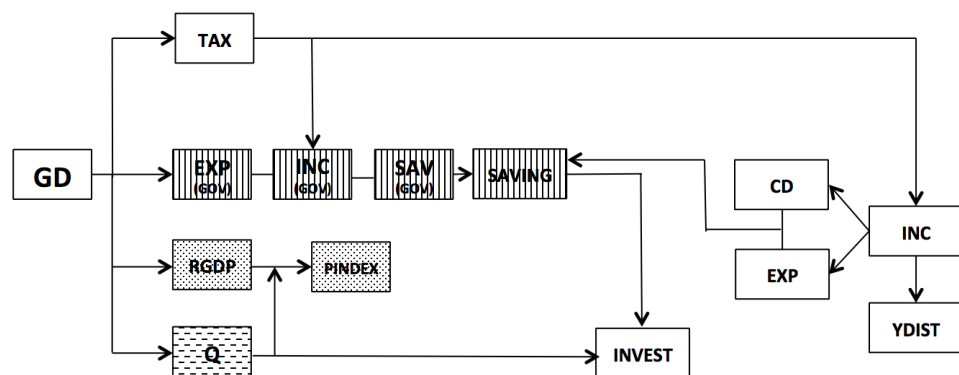 TAX
GD
EXP
(GOV)
INC
(GOV)
SAV
(GOV)
SAVING
CD
INC
EXP
RGDP
PINDEX
YDIST
Q
INVEST